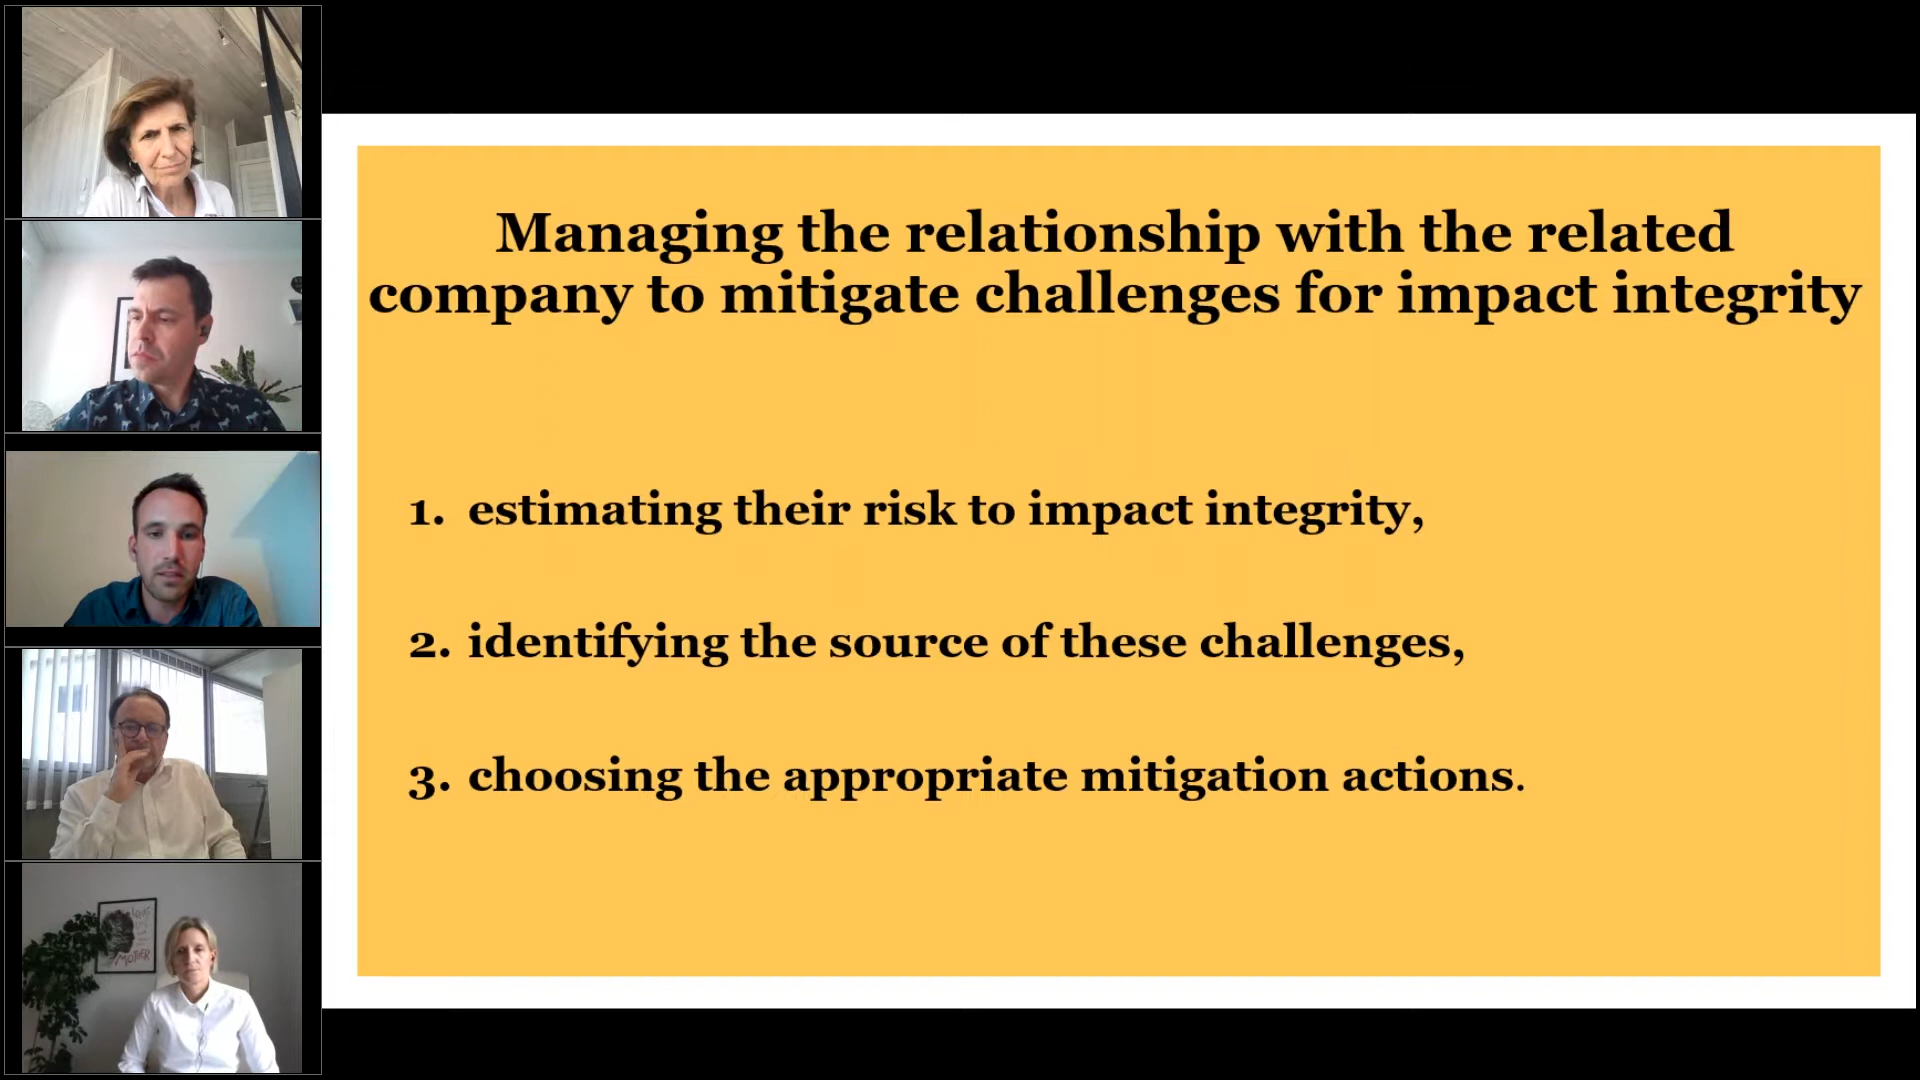 Managing the relationship with the related
company to mitigate challenges for impact integrity
1. estimating their risk to impact integrity,
2. identifying the source of these challenges,
3. choosing the appropriate mitigation actions.
MOTHER